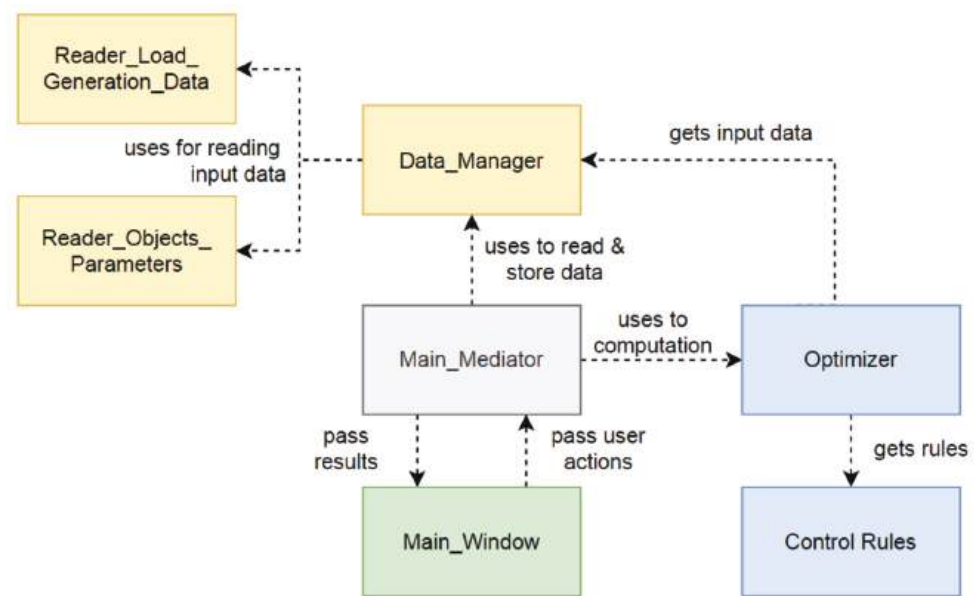 Reader_Load_
Generation_Data
uses for reading
input data
Data_Manager
gets input data
Reader_Objects_
Parameters
uses to read &
store data
Main_Mediator
uses to
computation
Optimizer
pass
results
pass user
actions
gets rules
Main_Window
Control Rules